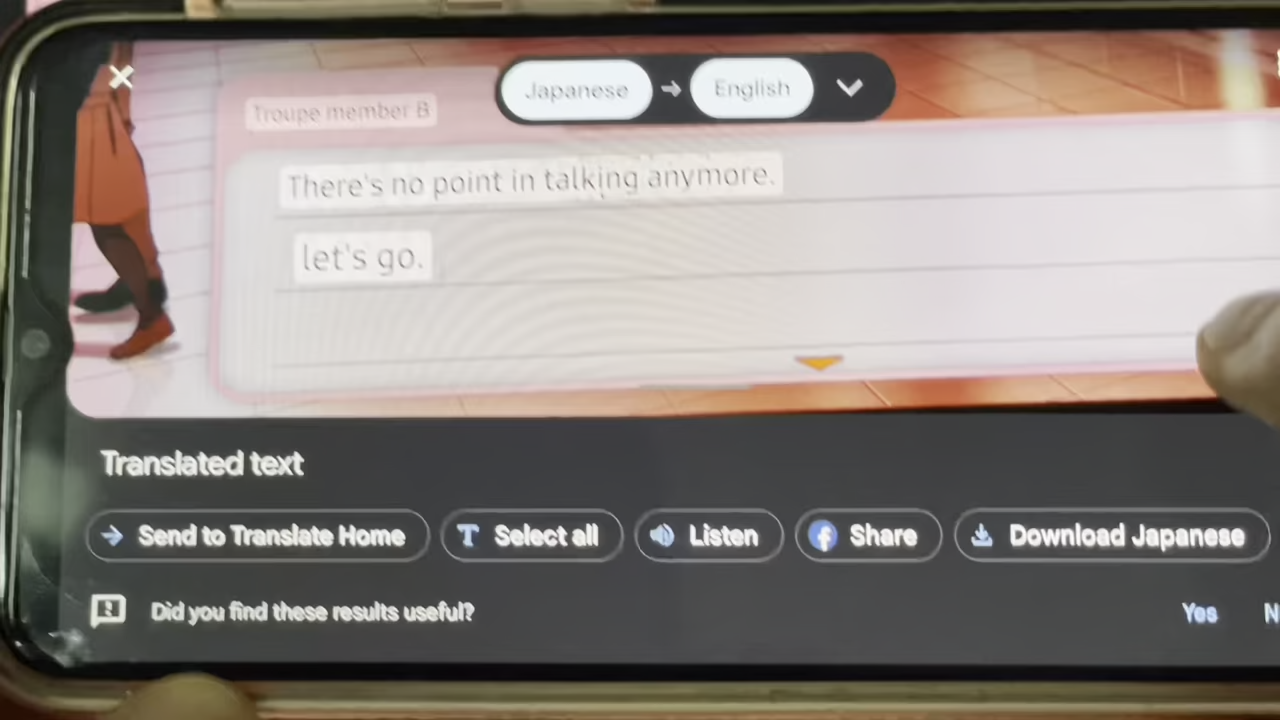 Japanese → English
Troupe member B
There's no point in talking anymore.
let's go.
Translated text
Send to Translate Home
Select all
Listen
Share
Download Japanese
Did you find these results useful?
Yes